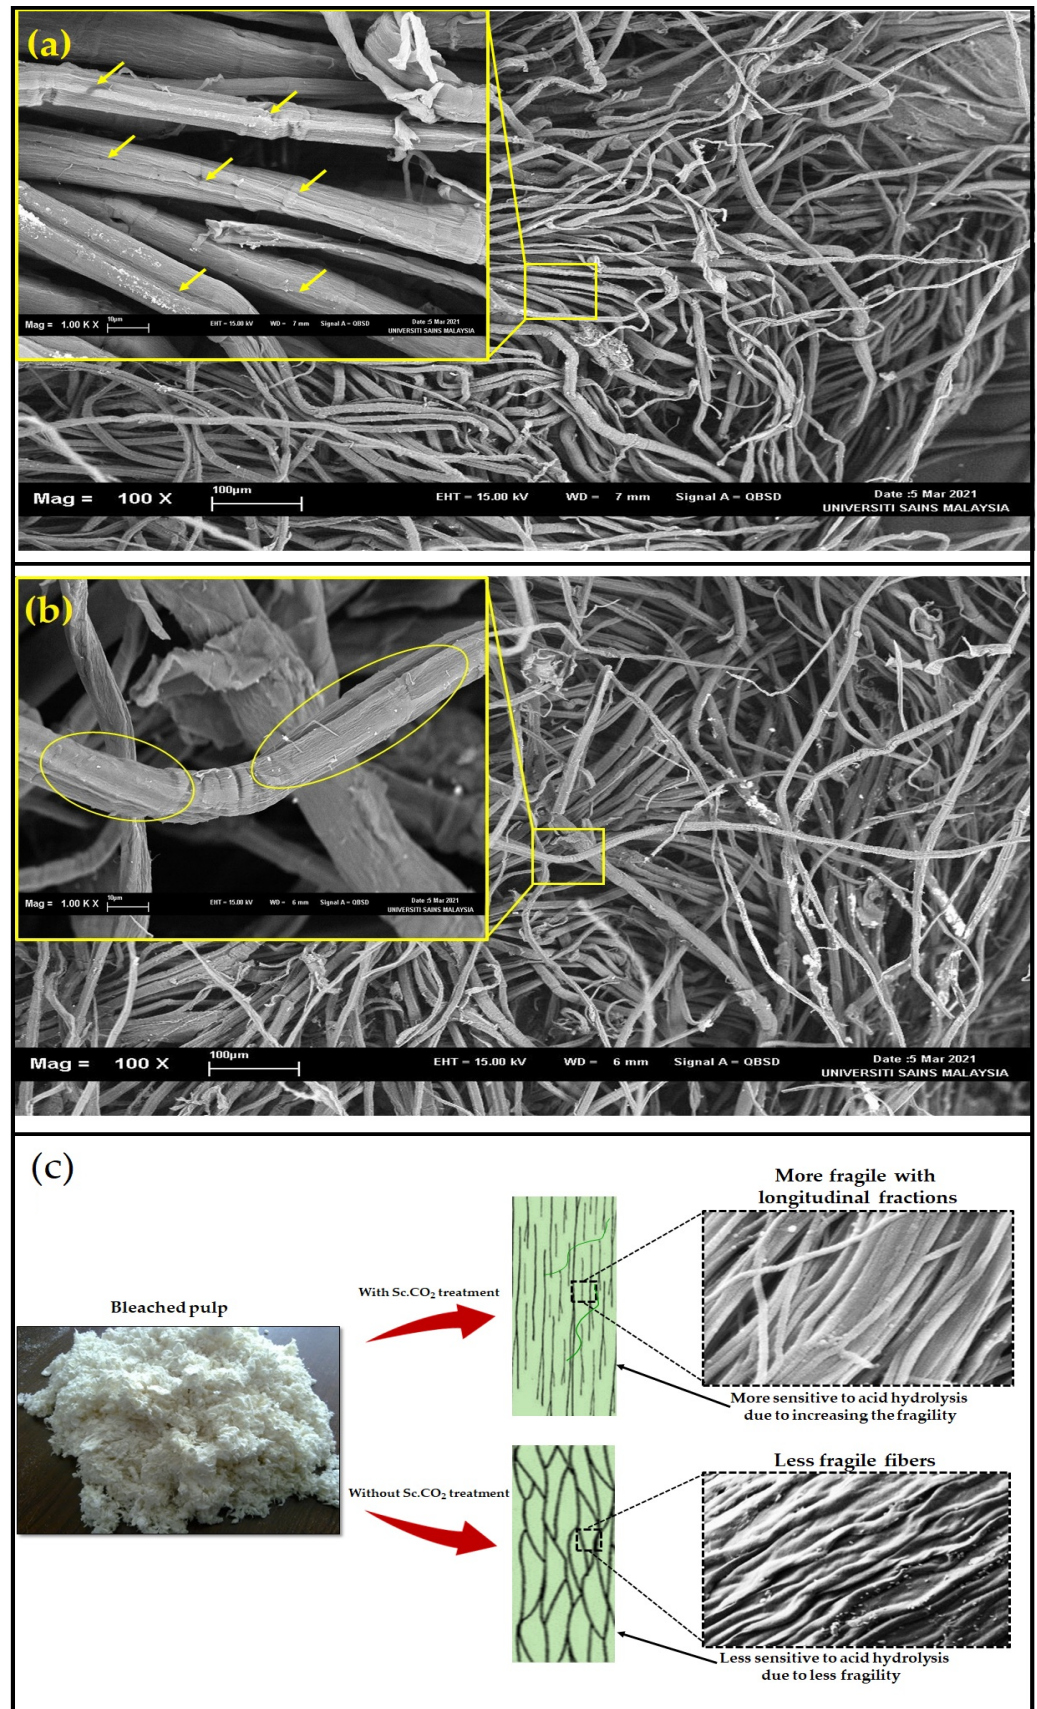 (a)
Mag = 1.00 K X 10µm EHT = 15.00 kV WD = 7 mm Signal A = QBSD Date :5 Mar 2021
UNIVERSITI SAINS MALAYSIA
Mag = 100 X 100µm EHT = 15.00 kV WD = 7 mm Signal A = QBSD Date :5 Mar 2021
UNIVERSITI SAINS MALAYSIA
(b)
Mag = 1.00 K X 10µm EHT = 15.00 kV WD = 6 mm Signal A = QBSD Date :5 Mar 2021
UNIVERSITI SAINS MALAYSIA
Mag = 100 X 100µm EHT = 15.00 kV WD = 6 mm Signal A = QBSD Date :5 Mar 2021
UNIVERSITI SAINS MALAYSIA
(c)
More fragile with
longitudinal fractions
With Sc.CO₂ treatment
Bleached pulp
More sensitive to acid hydrolysis
due to increasing the fragility
Less fragile fibers
Without Sc.CO₂ treatment
Less sensitive to acid hydrolysis
due to less fragility